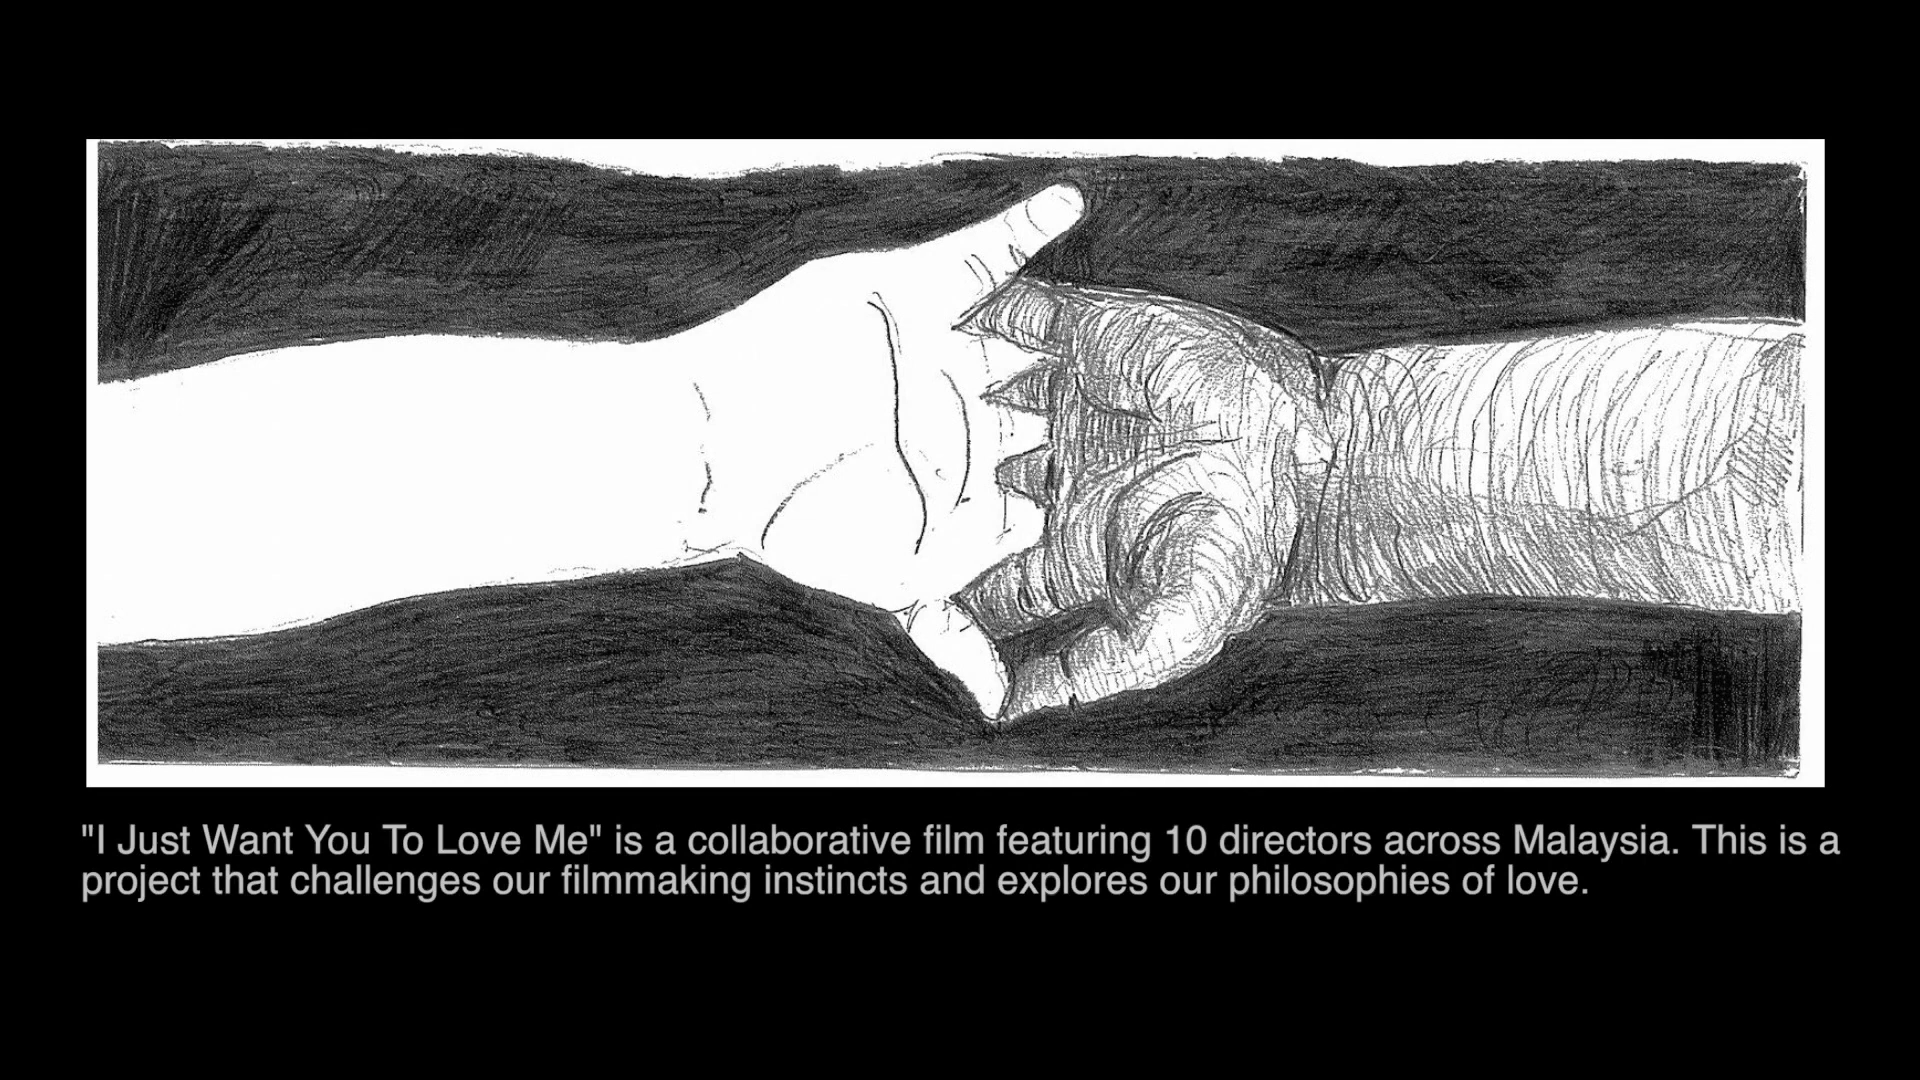 "I Just Want You To Love Me" is a collaborative film featuring 10 directors across Malaysia. This is a
project that challenges our filmmaking instincts and explores our philosophies of love.